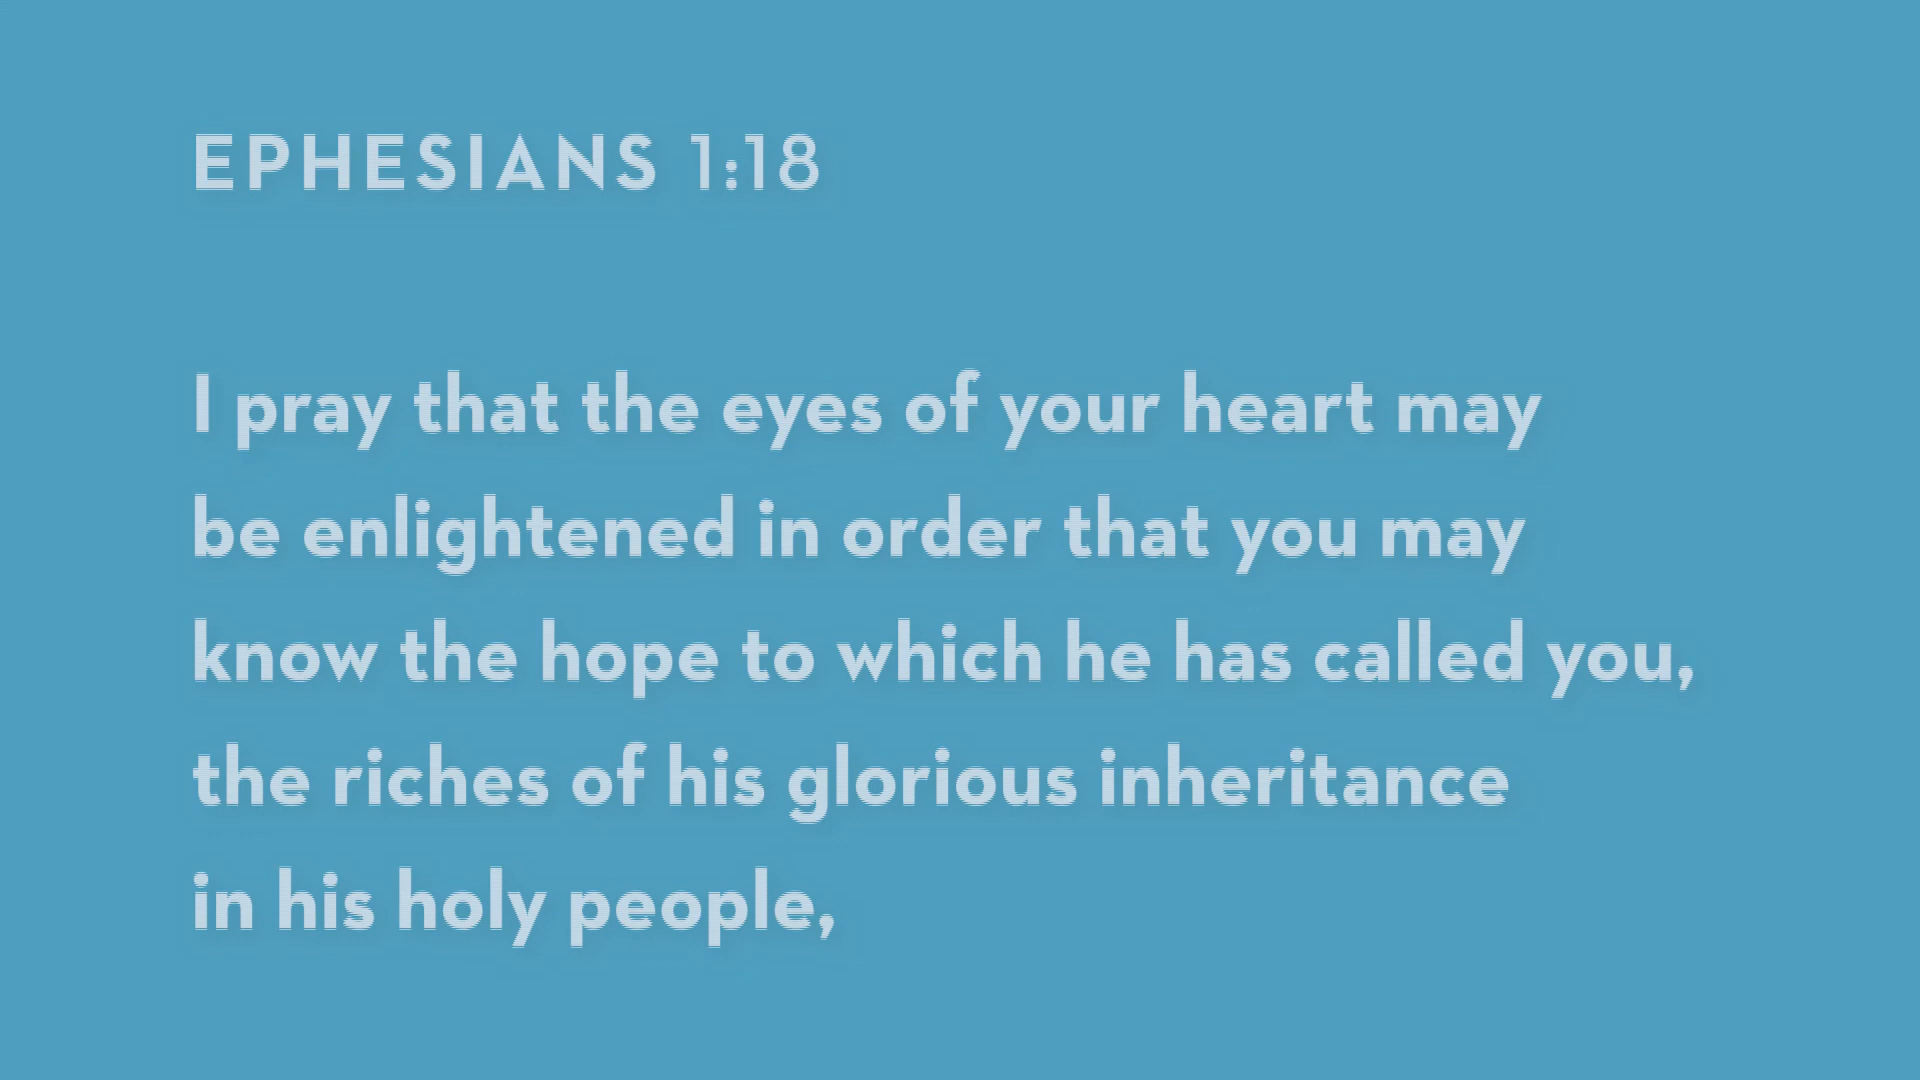 EPHESIANS 1:18
I pray that the eyes of your heart may
be enlightened in order that you may
know the hope to which he has called you,
the riches of his glorious inheritance
in his holy people,